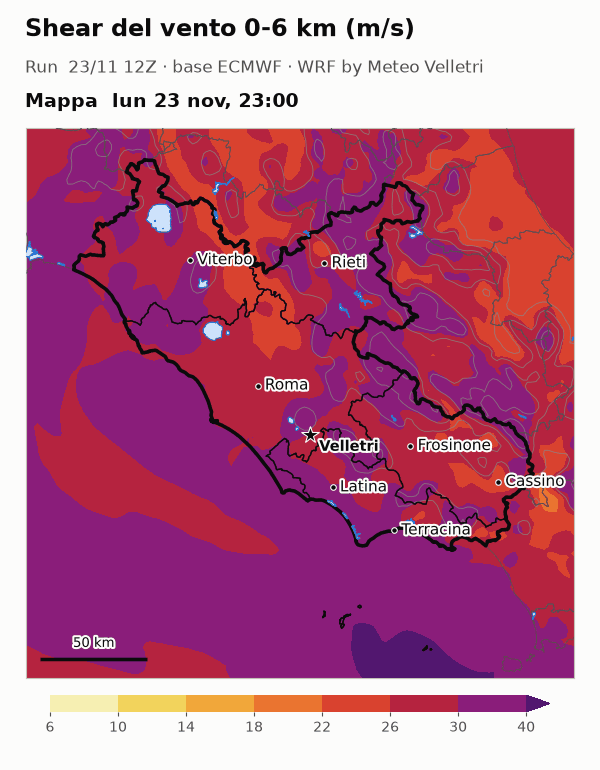 Shear del vento 0-6 km (m/s)
Run  23/11 12Z · base ECMWF · WRF by Meteo Velletri
Mappa  lun 23 nov, 23:00
Viterbo
Rieti
Roma
Velletri
Frosinone
Latina
Cassino
Terracina
50 km
6 10 14 18 22 26 30 40